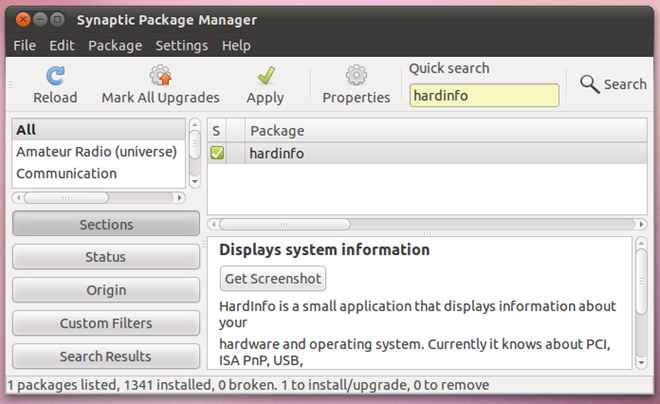 Synaptic Package Manager
File Edit Package Settings Help
Reload Mark All Upgrades Apply Properties Quick search hardinfo Search
All
Amateur Radio (universe)
Communication
Sections
Status
Origin
Custom Filters
Search Results
S Package
hardinfo
Displays system information
Get Screenshot
HardInfo is a small application that displays information about
your
hardware and operating system. Currently it knows about PCI,
ISA PnP, USB,
1 packages listed, 1341 installed, 0 broken. 1 to install/upgrade, 0 to remove